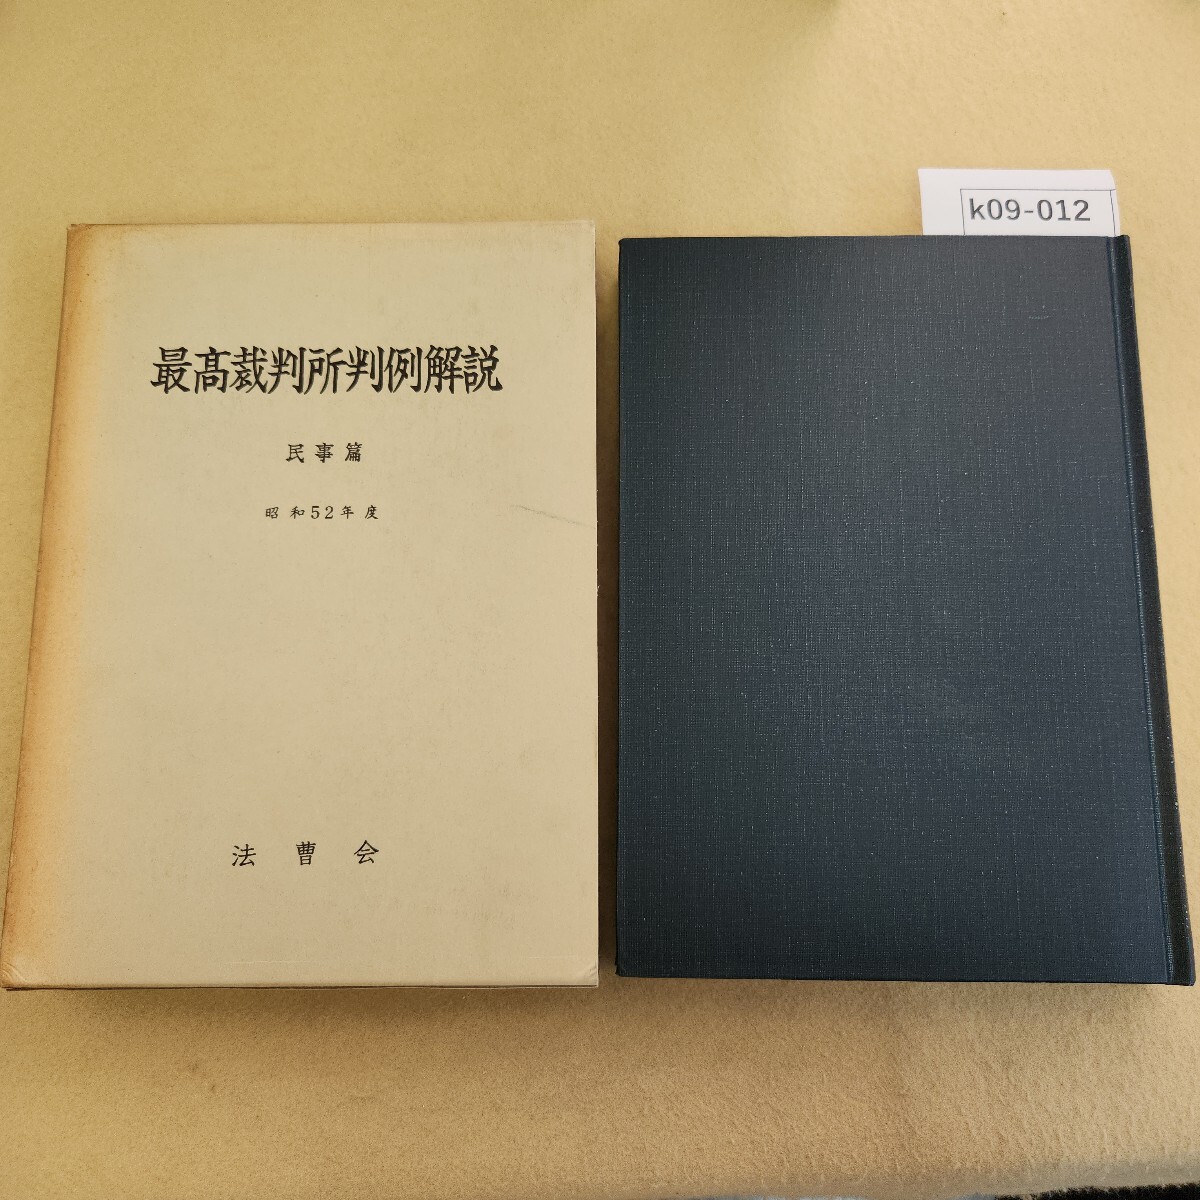 最高裁判所判例解説
民事篇
昭和52年度
法曹会
k09-012